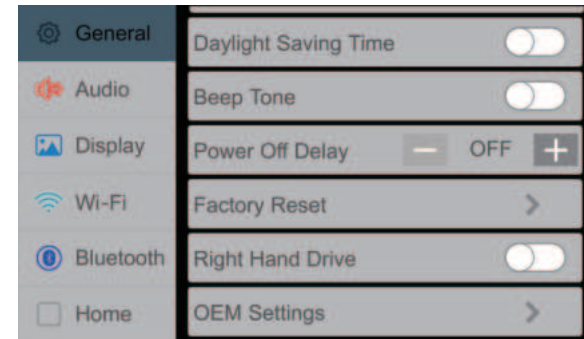 General
Audio
Display
Wi-Fi
Bluetooth
Home
Daylight Saving Time
Beep Tone
Power Off Delay − OFF +
Factory Reset >
Right Hand Drive
OEM Settings >